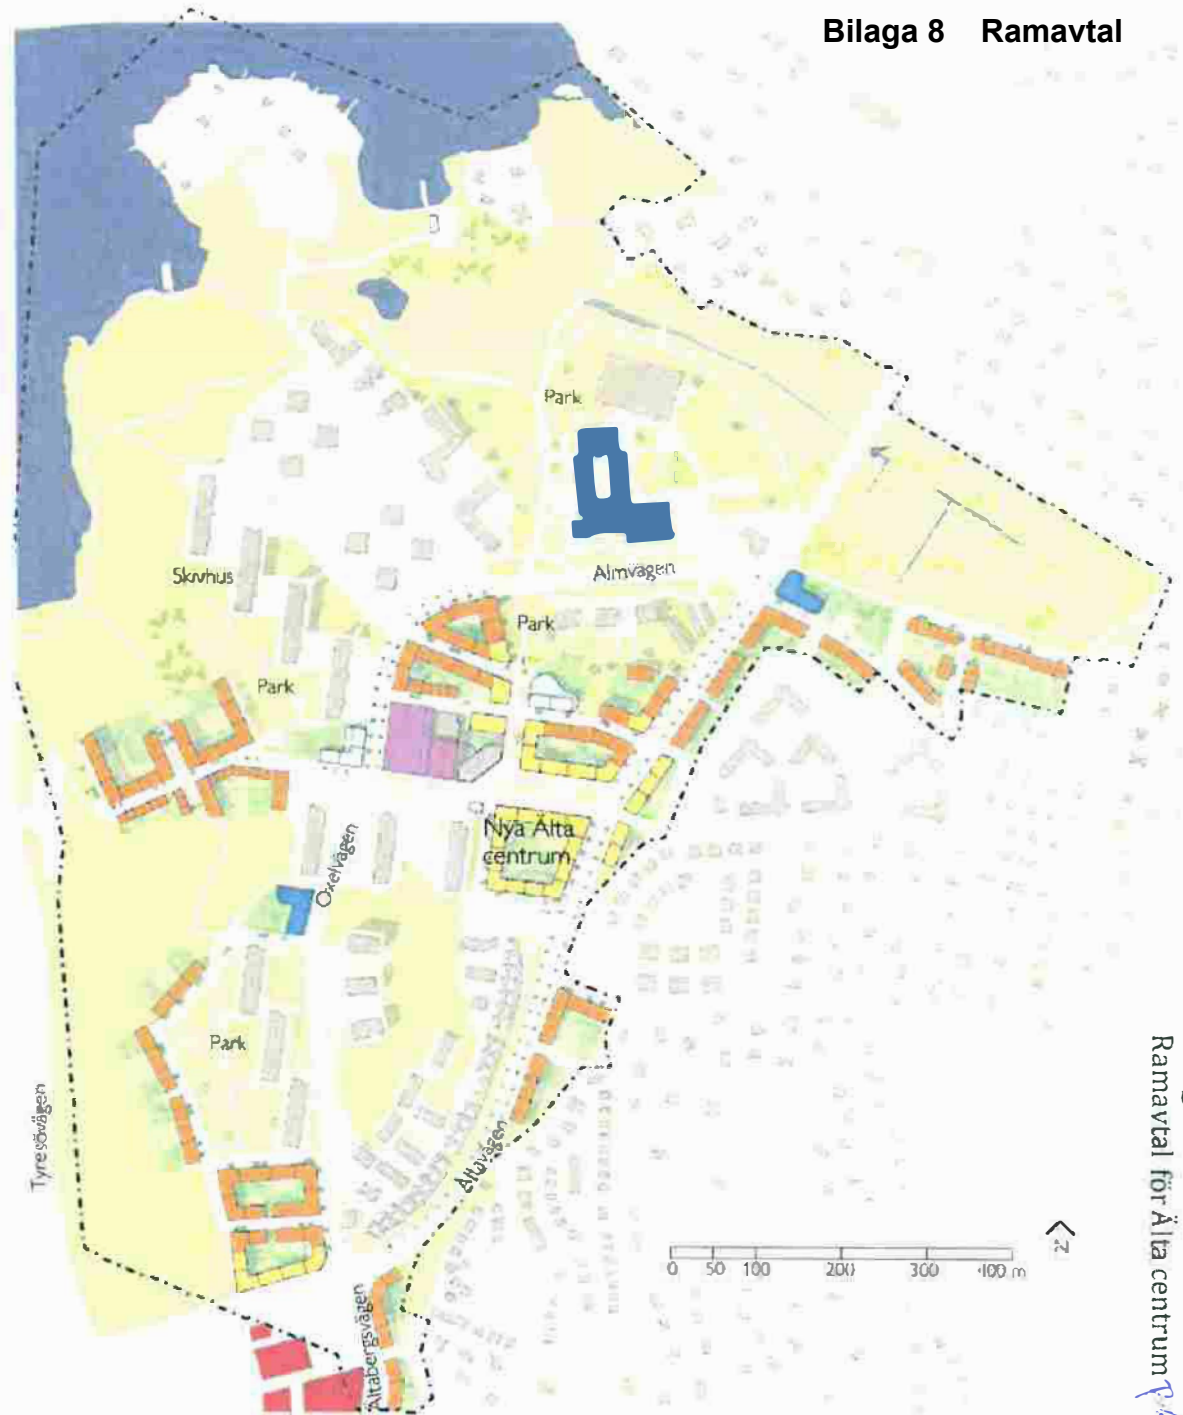 Bilaga 8 Ramavtal
Park
Almvägen
Skivhus
Park
Park
Nya Älta
centrum
Oxelvägen
Park
Tyresövägen
Ältavägen
0 50 100 200 300 400 m
Ältabergsvägen
Ramavtal för Älta centrum